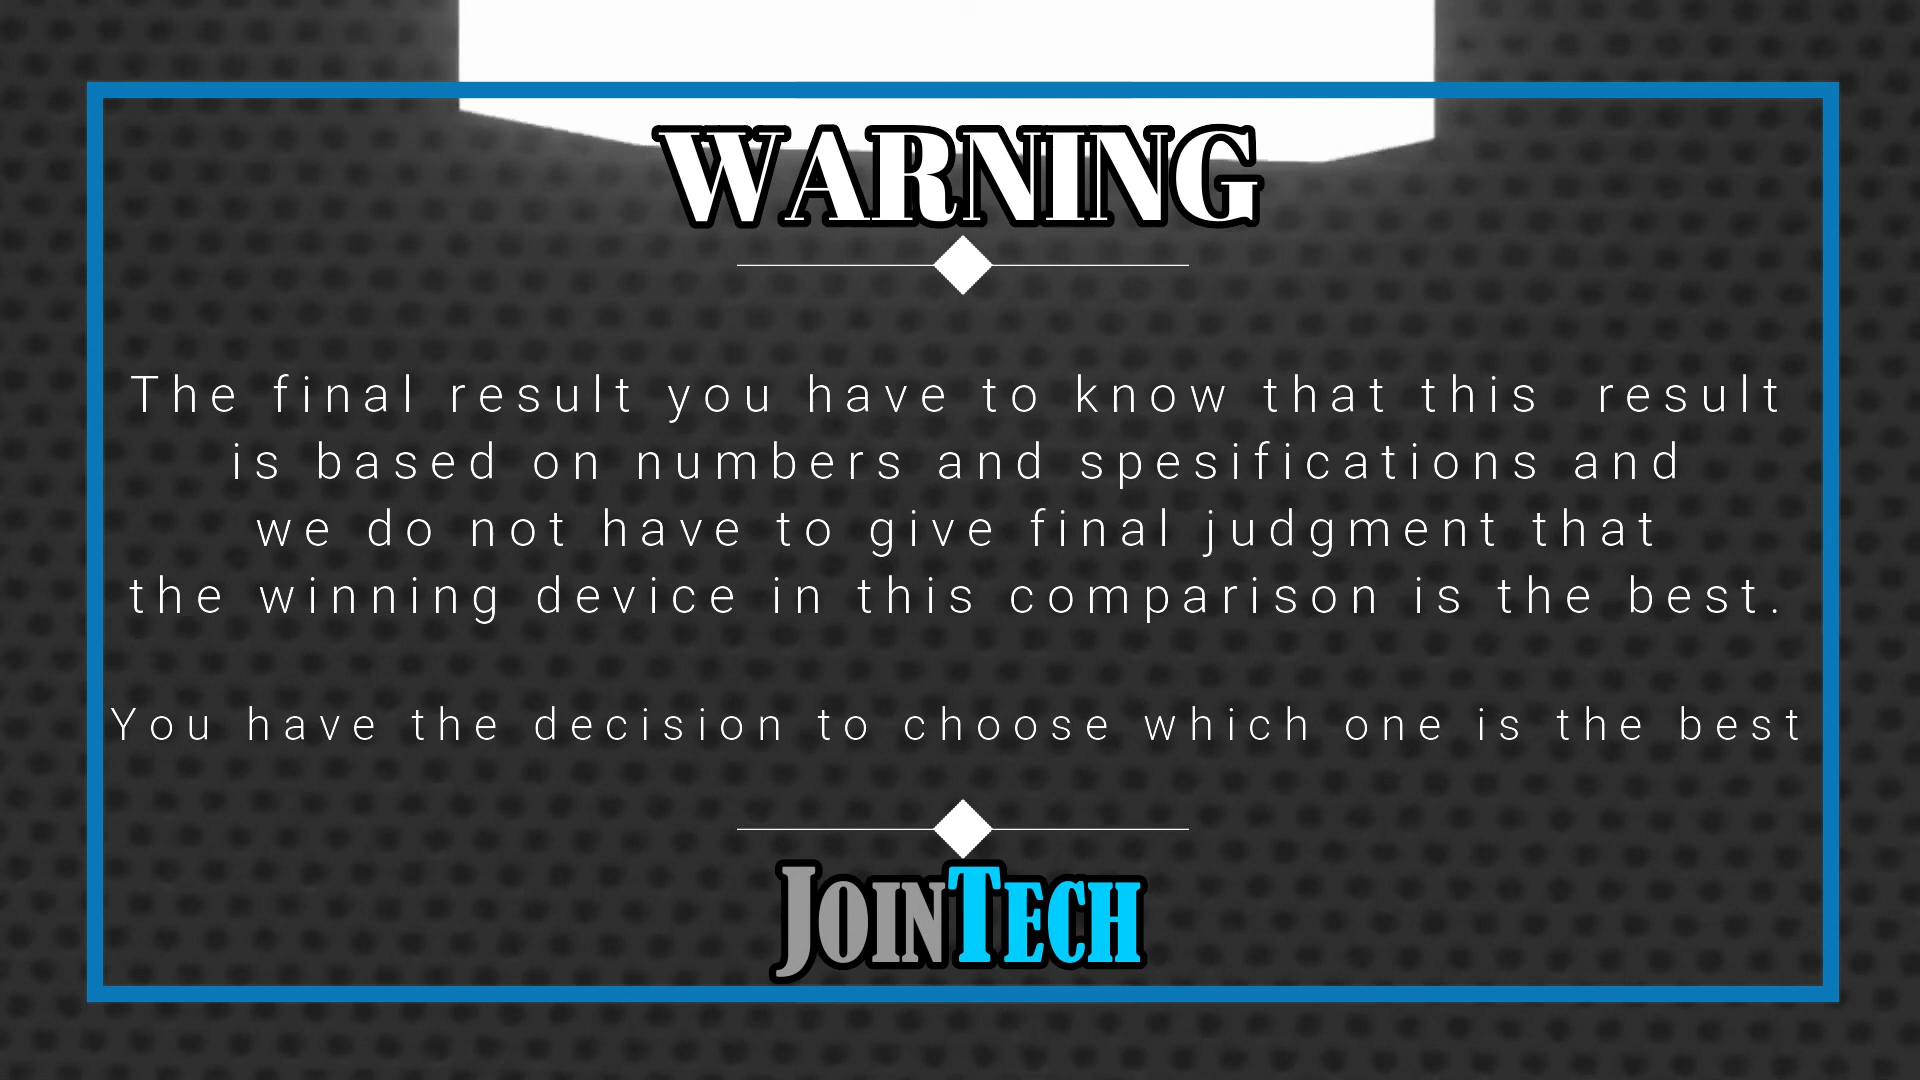 WARNING
The final result you have to know that this result
is based on numbers and spesifications and
we do not have to give final judgment that
the winning device in this comparison is the best.
You have the decision to choose which one is the best
JOINTECH